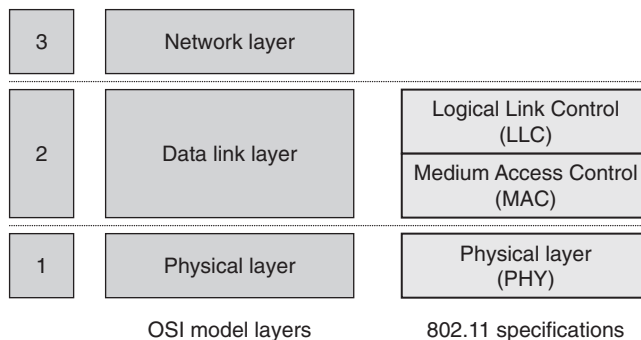 3
Network layer
2
Data link layer
Logical Link Control
(LLC)
Medium Access Control
(MAC)
1
Physical layer
Physical layer
(PHY)
OSI model layers
802.11 specifications